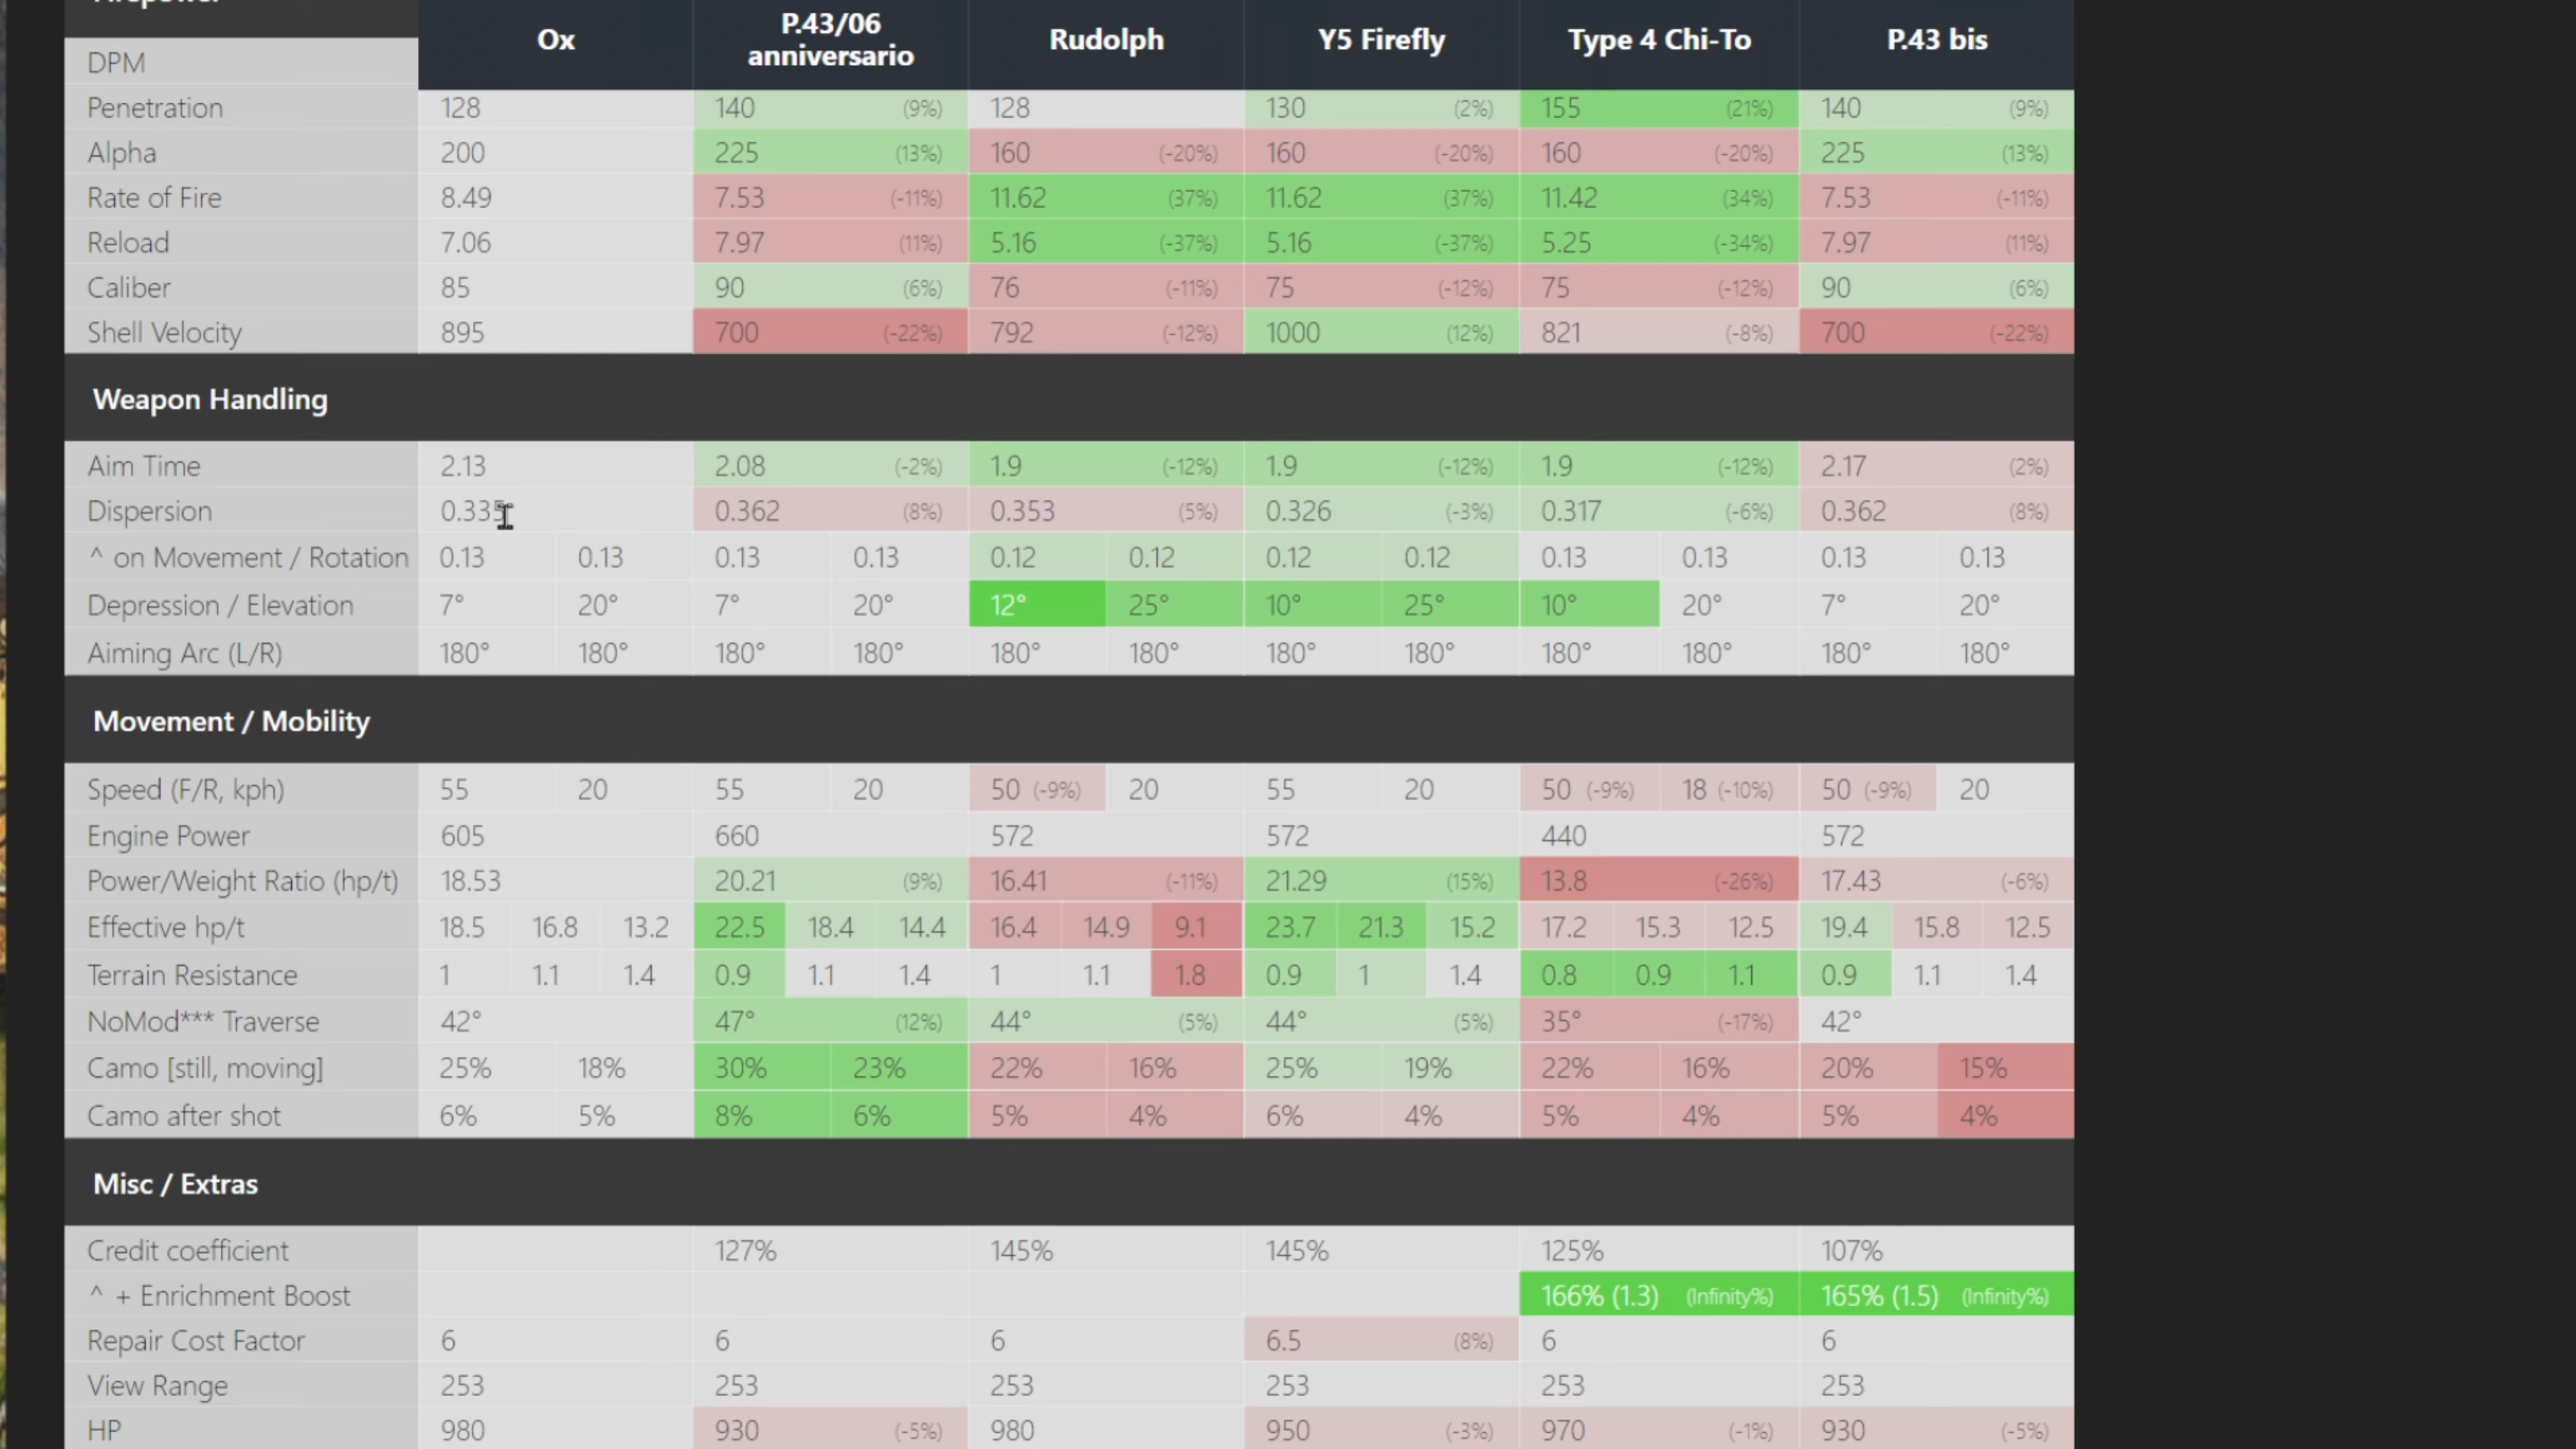 Firepower
Ox P.43/06 anniversario Rudolph Y5 Firefly Type 4 Chi-To P.43 bis
DPM
Penetration 128 140 (9%) 128 130 (2%) 155 (21%) 140 (9%)
Alpha 200 225 (13%) 160 (-20%) 160 (-20%) 160 (-20%) 225 (13%)
Rate of Fire 8.49 7.53 (-11%) 11.62 (37%) 11.62 (37%) 11.42 (34%) 7.53 (-11%)
Reload 7.06 7.97 (11%) 5.16 (-37%) 5.16 (-37%) 5.25 (-34%) 7.97 (11%)
Caliber 85 90 (6%) 76 (-11%) 75 (-12%) 75 (-12%) 90 (6%)
Shell Velocity 895 700 (-22%) 792 (-12%) 1000 (12%) 821 (-8%) 700 (-22%)
Weapon Handling
Aim Time 2.13 2.08 (-2%) 1.9 (-12%) 1.9 (-12%) 1.9 (-12%) 2.17 (2%)
Dispersion 0.335 0.362 (8%) 0.353 (5%) 0.326 (-3%) 0.317 (-6%) 0.362 (8%)
^ on Movement / Rotation 0.13 0.13 0.13 0.13 0.12 0.12 0.12 0.12 0.13 0.13 0.13 0.13
Depression / Elevation 7° 20° 7° 20° 12° 25° 10° 25° 10° 20° 7° 20°
Aiming Arc (L/R) 180° 180° 180° 180° 180° 180° 180° 180° 180° 180° 180° 180°
Movement / Mobility
Speed (F/R, kph) 55 20 55 20 50 (-9%) 20 55 20 50 (-9%) 18 (-10%) 50 (-9%) 20
Engine Power 605 660 572 572 440 572
Power/Weight Ratio (hp/t) 18.53 20.21 (9%) 16.41 (-11%) 21.29 (15%) 13.8 (-26%) 17.43 (-6%)
Effective hp/t 18.5 16.8 13.2 22.5 18.4 14.4 16.4 14.9 9.1 23.7 21.3 15.2 17.2 15.3 12.5 19.4 15.8 12.5
Terrain Resistance 1 1.1 1.4 0.9 1.1 1.4 1 1.1 1.8 0.9 1 1.4 0.8 0.9 1.1 0.9 1.1 1.4
NoMod*** Traverse 42° 47° (12%) 44° (5%) 44° (5%) 35° (-17%) 42°
Camo [still, moving] 25% 18% 30% 23% 22% 16% 25% 19% 22% 16% 20% 15%
Camo after shot 6% 5% 8% 6% 5% 4% 6% 4% 5% 4% 5% 4%
Misc / Extras
Credit coefficient 127% 145% 145% 125% 107%
^ + Enrichment Boost 166% (1.3) (Infinity%) 165% (1.5) (Infinity%)
Repair Cost Factor 6 6 6 6.5 (8%) 6 6
View Range 253 253 253 253 253 253
HP 980 930 (-5%) 980 950 (-3%) 970 (-1%) 930 (-5%)